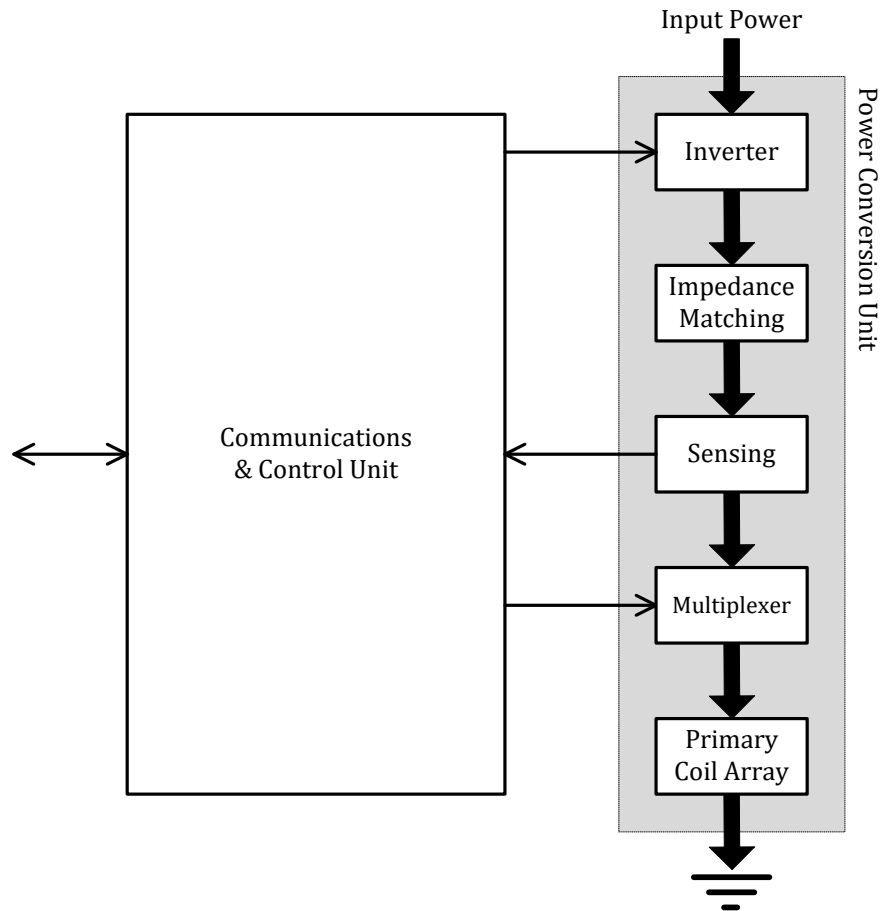 Input Power
Power Conversion Unit
Inverter
Impedance
Matching
Communications
& Control Unit
Sensing
Multiplexer
Primary
Coil Array